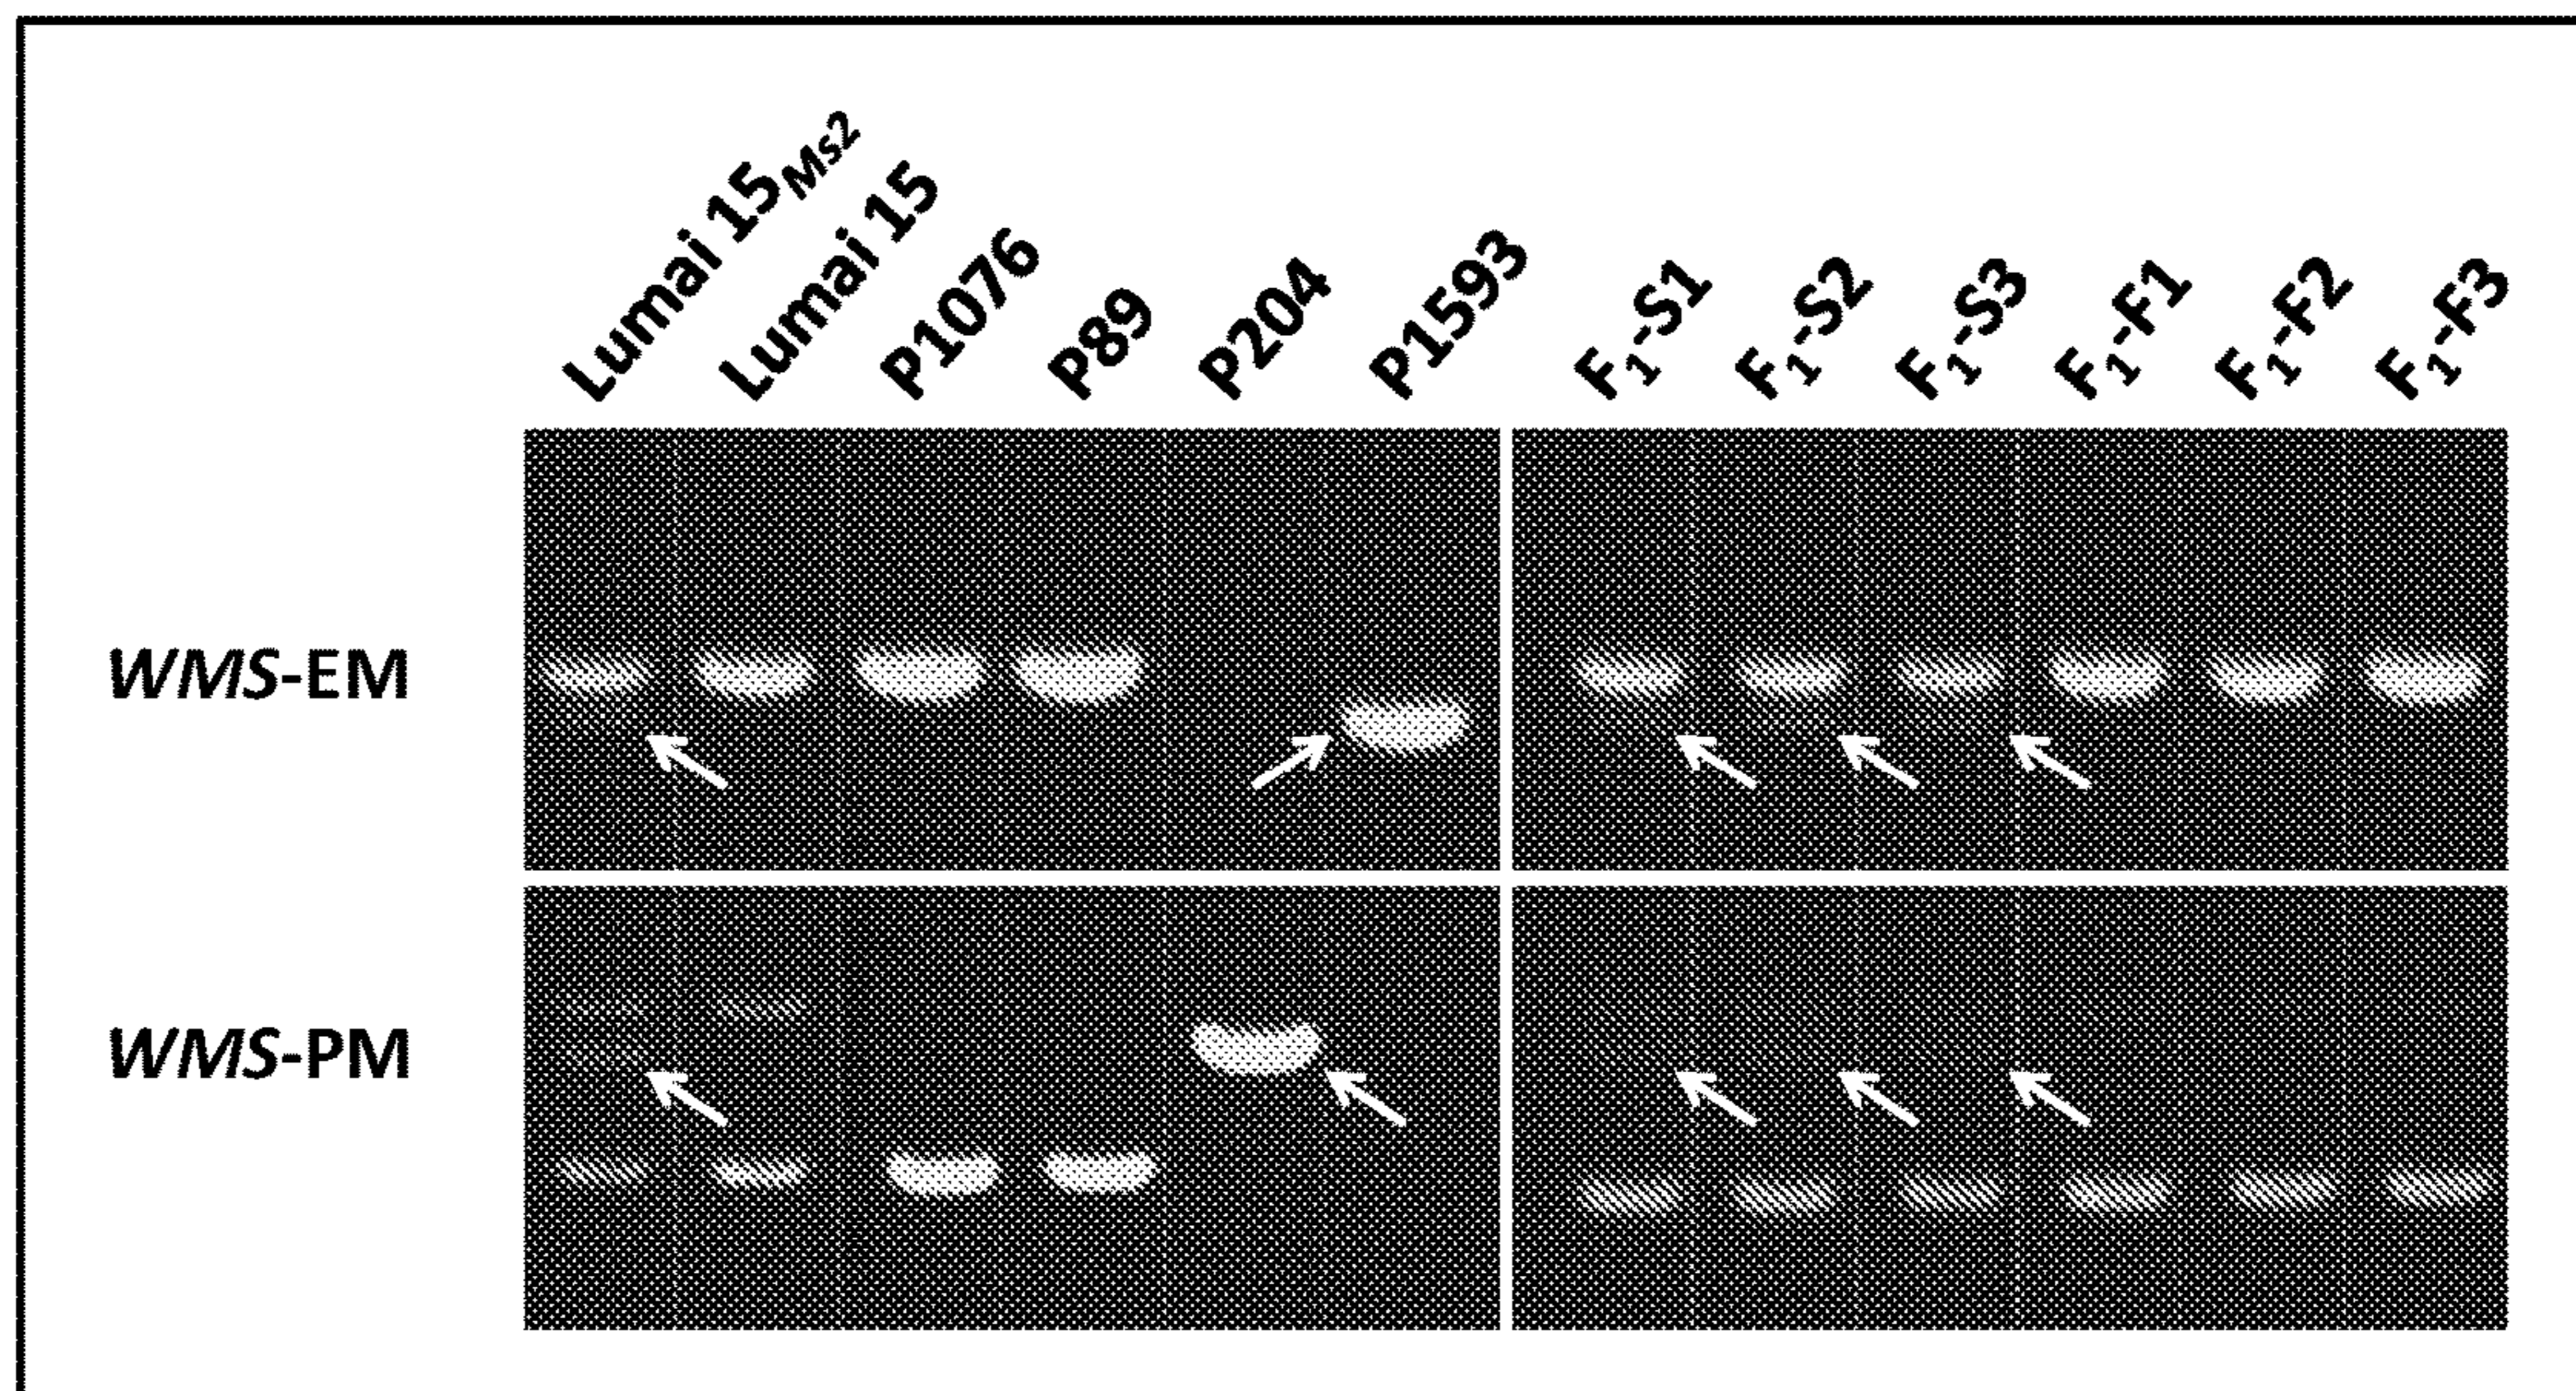 Lumai 15Ms2
Lumai 15
P1076
P89
P204
P1593
F1-S1
F1-S2
F1-S3
F1-F1
F1-F2
F1-F3
WMS-EM
WMS-PM